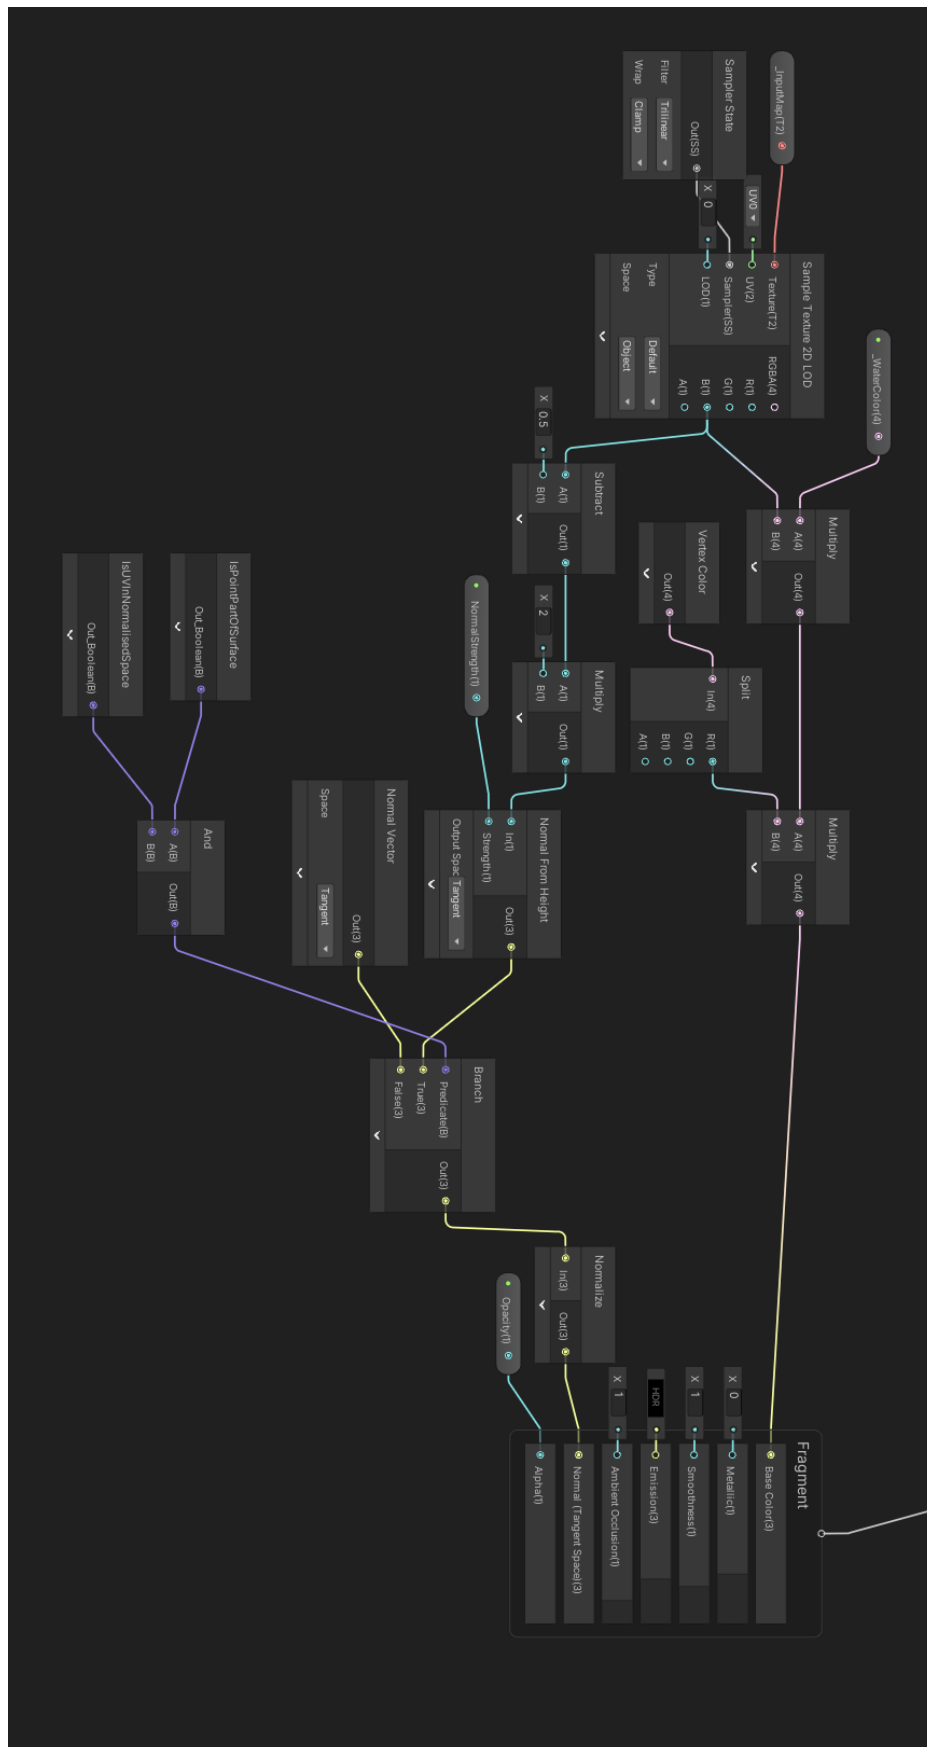 _InputMap(T2)
Sampler State
Out(SS)
Filter
Trilinear
Wrap
Clamp
UV0
X 0
Sample Texture 2D LOD
Texture(T2)
RGBA(4)
UV(2)
R(1)
Sampler(SS)
G(1)
LOD(1)
B(1)
A(1)
Type
Default
Space
Object
_WaterColor(4)
Multiply
A(4)
Out(4)
B(4)
Vertex Color
Out(4)
Split
In(4)
R(1)
G(1)
B(1)
A(1)
Multiply
A(4)
Out(4)
B(4)
X 0.5
Subtract
A(1)
Out(1)
B(1)
X 2
Multiply
A(1)
Out(1)
B(1)
NormalStrength(1)
Normal From Height
In(1)
Out(3)
Strength(1)
Output Spac
Tangent
Normal Vector
Out(3)
Space
Tangent
IsPointPartOfSurface
Out_Boolean(B)
IsUVInNormalisedSpace
Out_Boolean(B)
And
A(B)
Out(B)
B(B)
Branch
Predicate(B)
Out(3)
True(3)
False(3)
Normalize
In(3)
Out(3)
Opacity(1)
Fragment
Base Color(3)
X 0
Metallic(1)
X 1
Smoothness(1)
HDR
Emission(3)
X 1
Ambient Occlusion(1)
Normal (Tangent Space)(3)
Alpha(1)